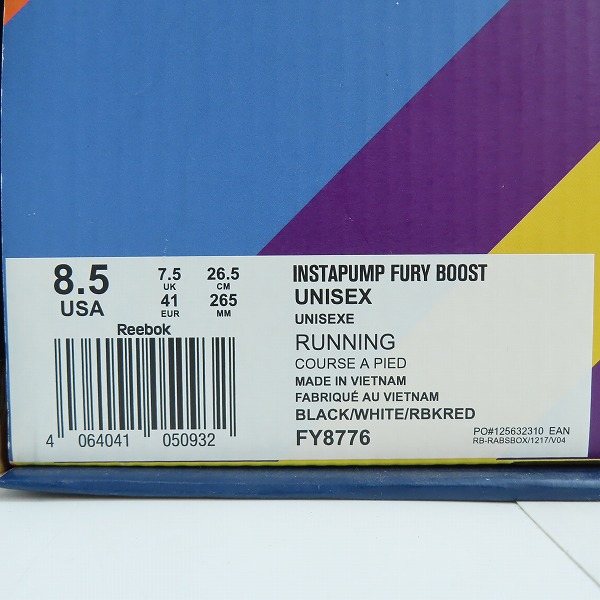 8.5 7.5 26.5
UK CM
USA 41 265
EUR MM
Reebok
4 064041 050932
INSTAPUMP FURY BOOST
UNISEX
UNISEXE
RUNNING
COURSE A PIED
MADE IN VIETNAM
FABRIQUÉ AU VIETNAM
BLACK/WHITE/RBKRED
FY8776
PO#125632310 EAN
RB-RABSBOX/1217/V04